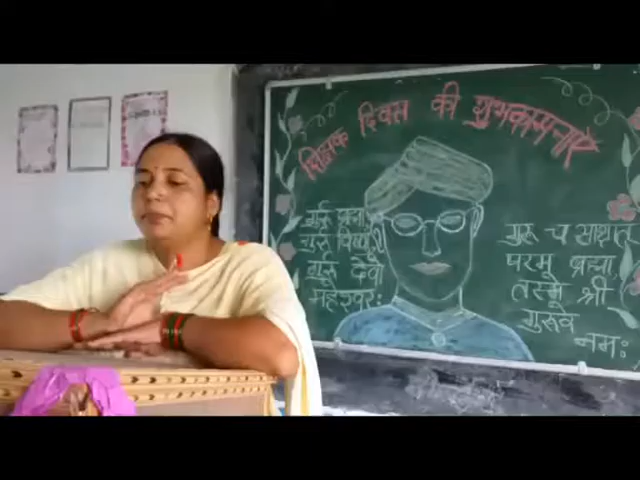 शिक्षक दिवस की शुभकामनाएें
गुरू ब्रह्मा
गुरू विष्णु
गुरू देवो
महेश्वरः
गुरू च साक्षात
परम् ब्रह्मा
तस्मै श्री
गुरूवे
नमः